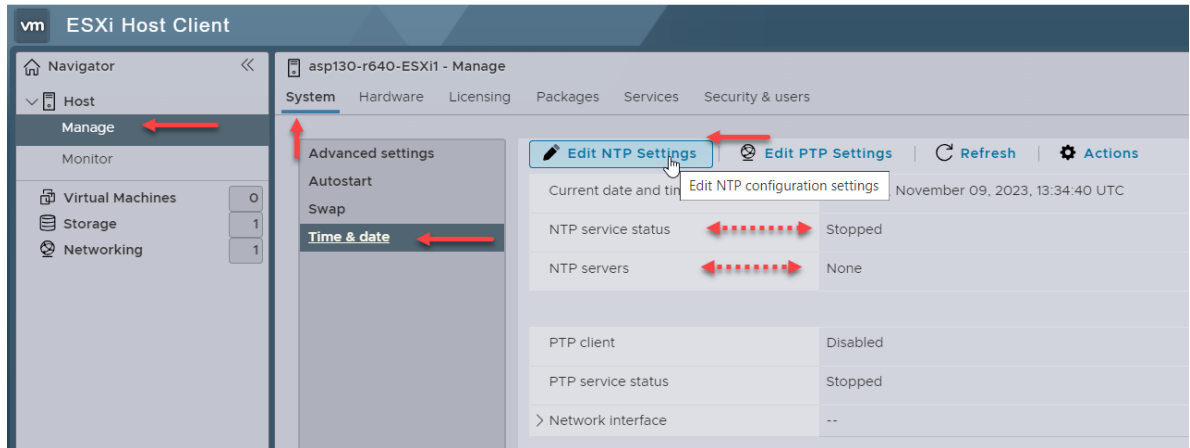 vm ESXi Host Client
Navigator
Host
Manage
Monitor
Virtual Machines 0
Storage 1
Networking 1
asp130-r640-ESXi1 - Manage
System Hardware Licensing Packages Services Security & users
Advanced settings
Autostart
Swap
Time & date
Edit NTP Settings Edit PTP Settings Refresh Actions
Current date and Edit NTP configuration settings November 09, 2023, 13:34:40 UTC
NTP service status Stopped
NTP servers None
PTP client Disabled
PTP service status Stopped
Network interface --